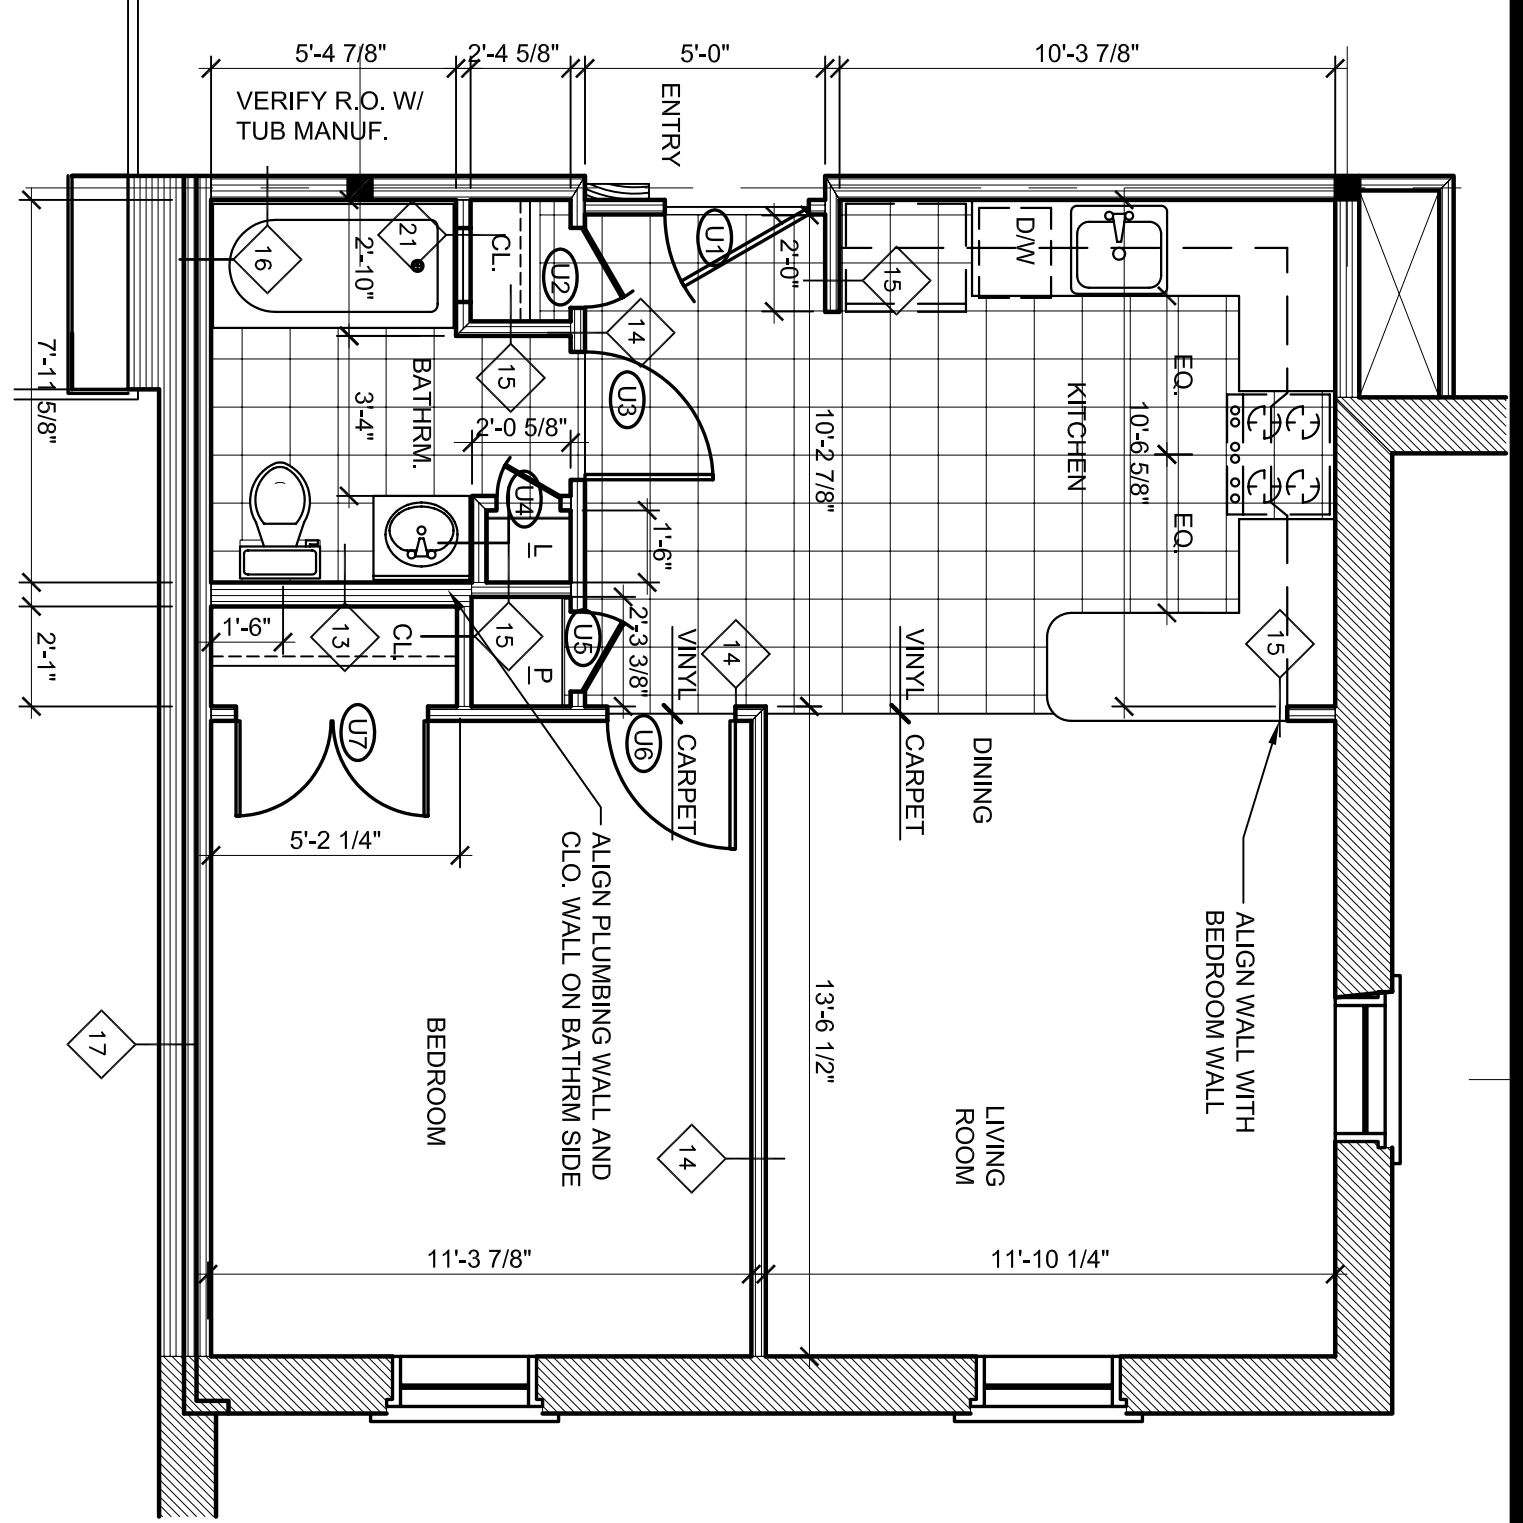 5'-4 7/8"
2'-4 5/8"
5'-0"
10'-3 7/8"
VERIFY R.O. W/
TUB MANUF.
ENTRY
16
2'-10"
21
CL.
U2
U1
2'-0"
15
D/W
14
7'-11 5/8"
BATHRM.
3'-4"
15
U3
2'-0 5/8"
10'-2 7/8"
KITCHEN
10'-6 5/8"
EQ.
EQ.
U4
L
1'-6"
2'-1"
1'-6"
13
CL.
15
P
U5
2'-3 3/8"
14
15
VINYL
CARPET
VINYL
CARPET
U7
U6
DINING
5'-2 1/4"
ALIGN PLUMBING WALL AND
CLO. WALL ON BATHRM SIDE
ALIGN WALL WITH
BEDROOM WALL
13'-6 1/2"
17
BEDROOM
14
LIVING
ROOM
11'-3 7/8"
11'-10 1/4"